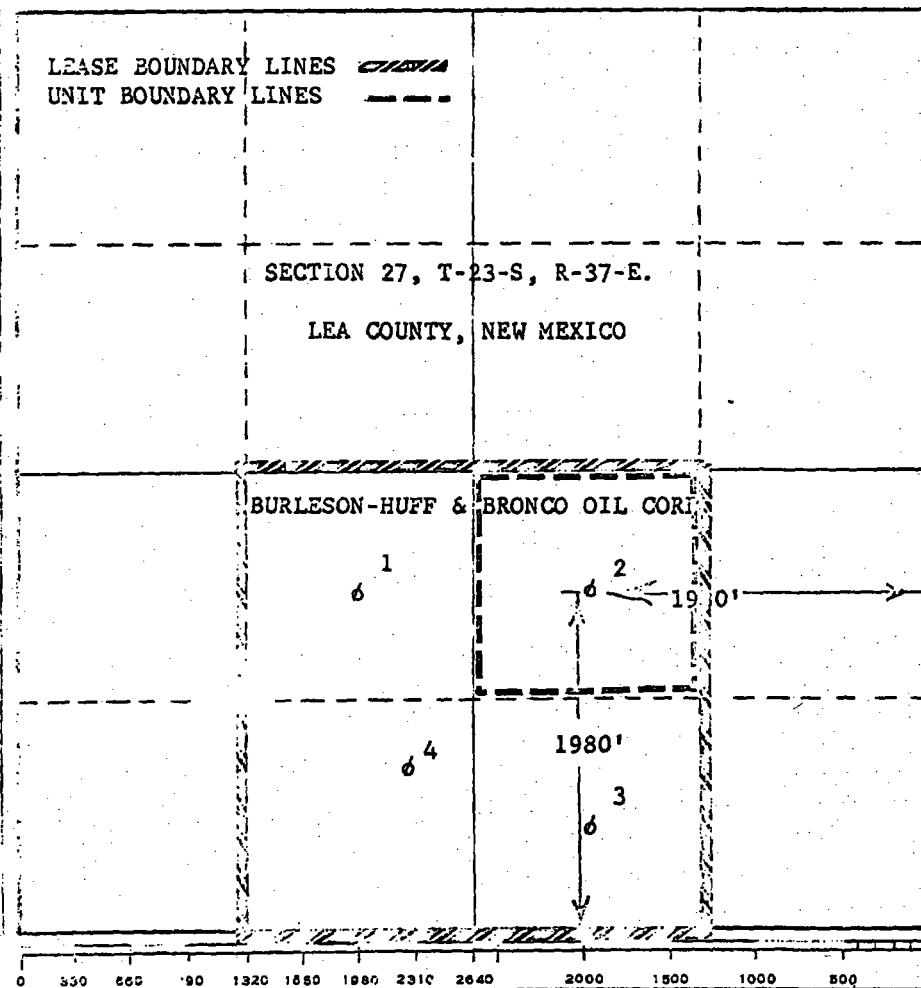 LEASE BOUNDARY LINES
UNIT BOUNDARY LINES
SECTION 27, T-23-S, R-37-E.
LEA COUNTY, NEW MEXICO
BURLESON-HUFF & BRONCO OIL CORP
1
2
1980'
4
1980'
3
0 330 660 990 1320 1650 1980 2310 2640 2000 1500 1000 500